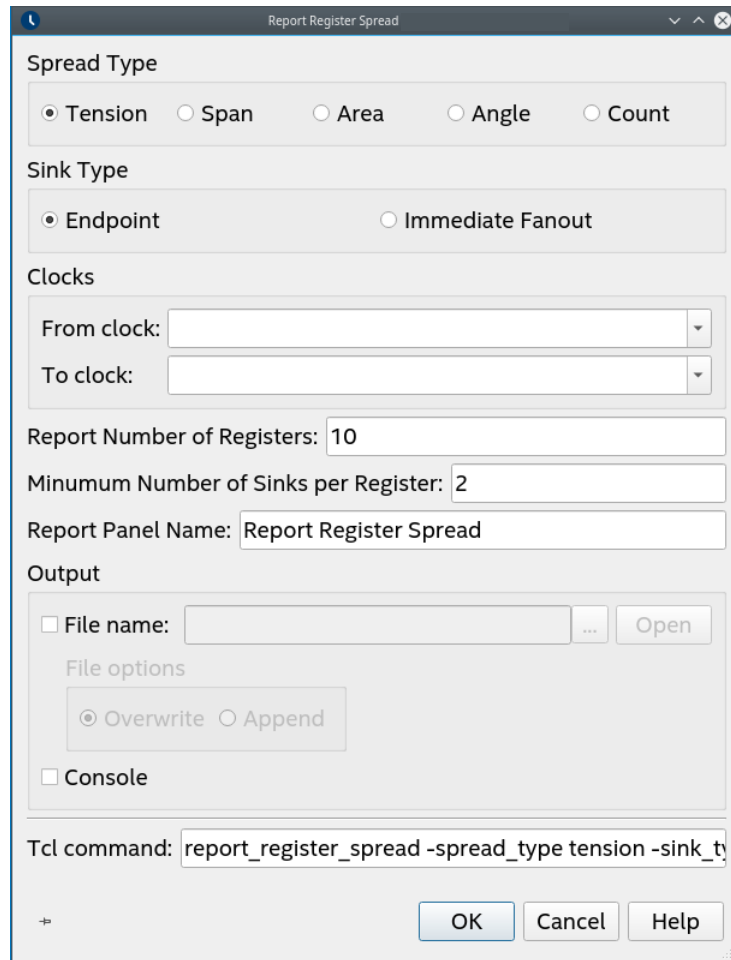 Report Register Spread
Spread Type
Tension Span Area Angle Count
Sink Type
Endpoint Immediate Fanout
Clocks
From clock:
To clock:
Report Number of Registers: 10
Minumum Number of Sinks per Register: 2
Report Panel Name: Report Register Spread
Output
File name: ... Open
File options
Overwrite Append
Console
Tcl command: report_register_spread -spread_type tension -sink_ty
OK Cancel Help